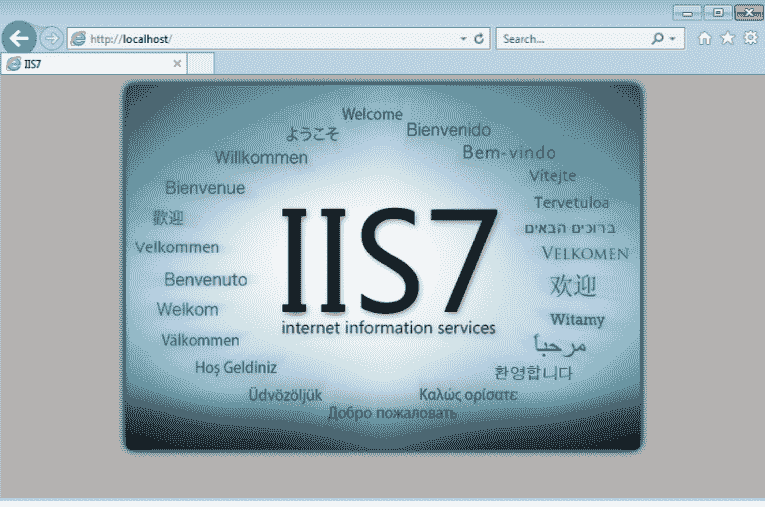 http://localhost/
Search...
IIS7
Welcome
ようこそ
Bienvenido
Willkommen
Bem-vindo
Vítejte
Bienvenue
Tervetuloa
歡迎
ברוכים הבאים
Velkommen
VELKOMEN
Benvenuto
欢迎
Welkom
Witamy
Välkommen
مرحباً
Hoş Geldiniz
환영합니다
Üdvözöljük
Καλώς ορίσατε
Добро пожаловать
IIS7
internet information services